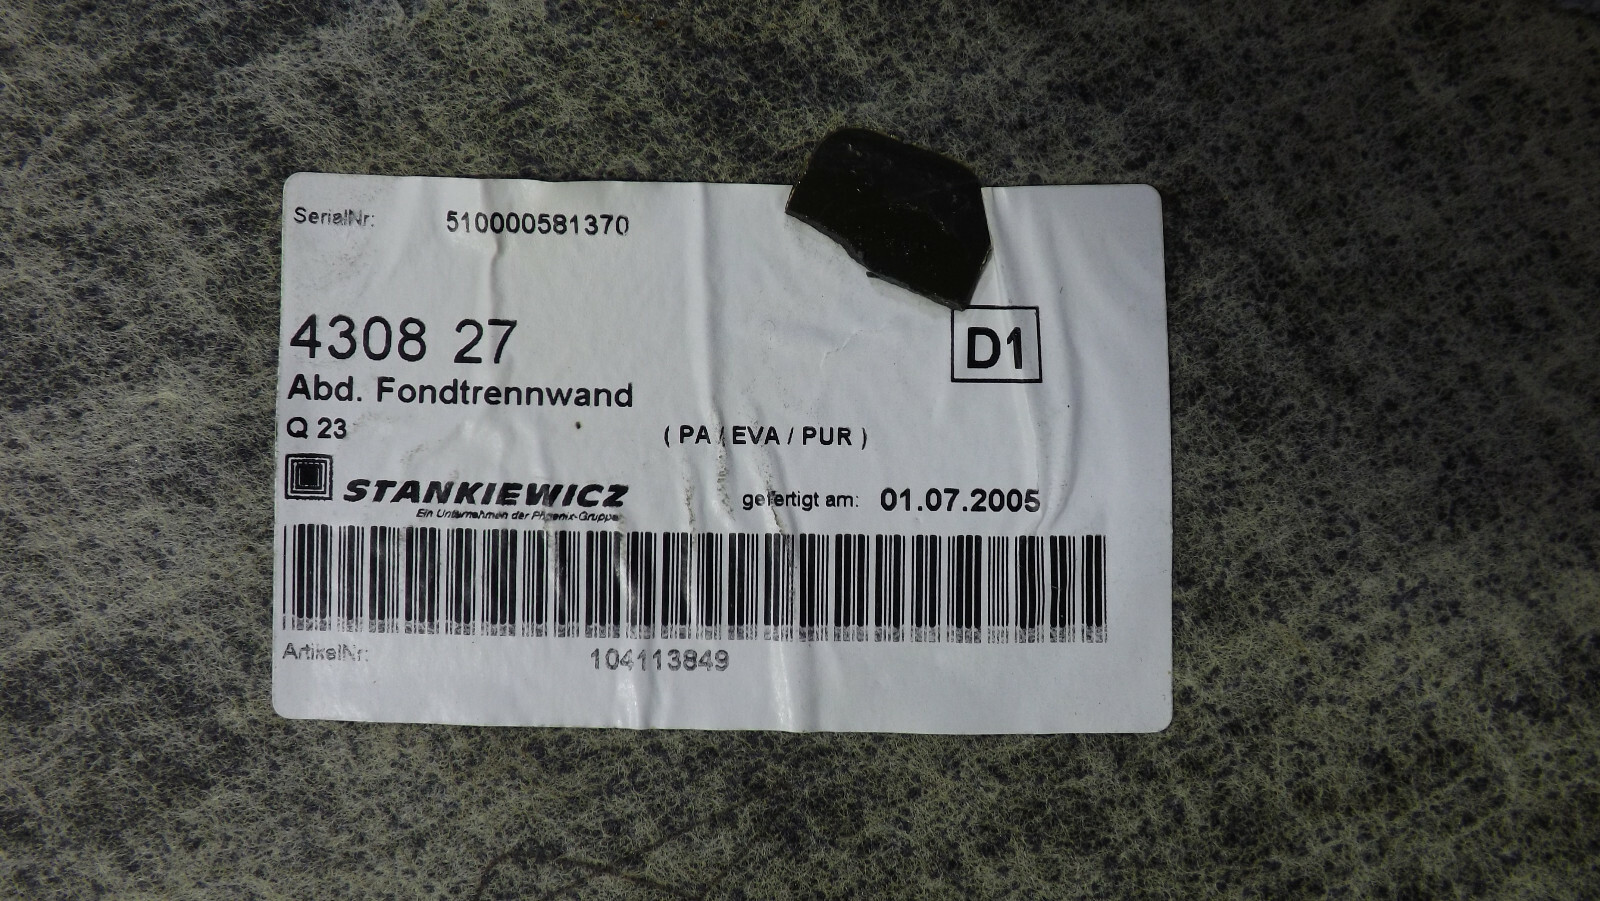 SerialNr: 510000581370
4308 27
D1
Abd. Fondtrennwand
Q 23 ( PA / EVA / PUR )
STANKIEWICZ gefertigt am: 01.07.2005
Ein Unternehmen der Phoenix-Gruppe
ArtikelNr: 104113849